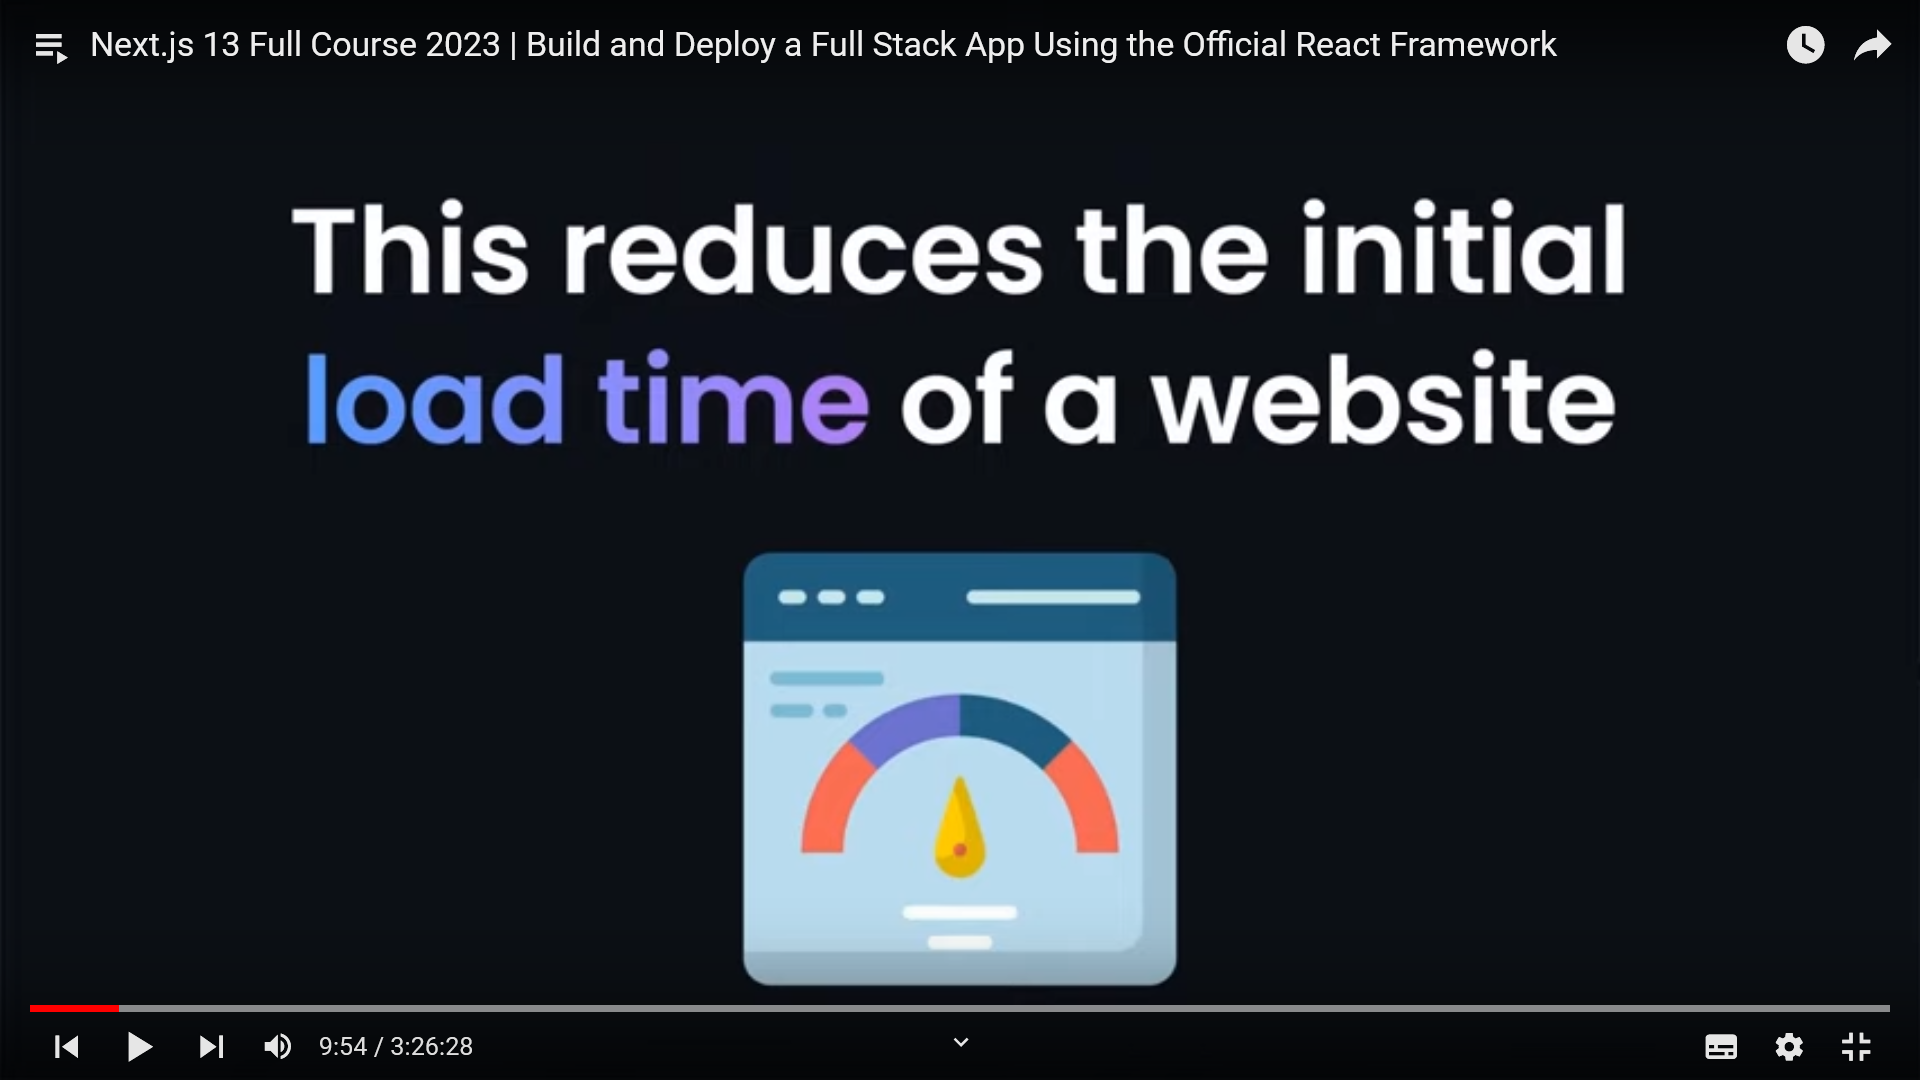 Next.js 13 Full Course 2023 | Build and Deploy a Full Stack App Using the Official React Framework
This reduces the initial
load time of a website
9:54 / 3:26:28